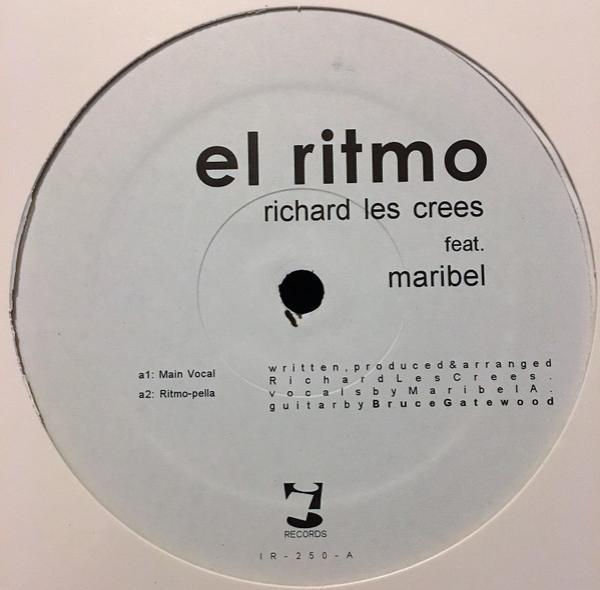 el ritmo
richard les crees
feat.
maribel
a1: Main Vocal
a2: Ritmo-pella
written,produced&arranged
RichardLesCrees.
vocalsbyMaribelA.
guitarbyBruceGatewood
RECORDS
IR-250-A